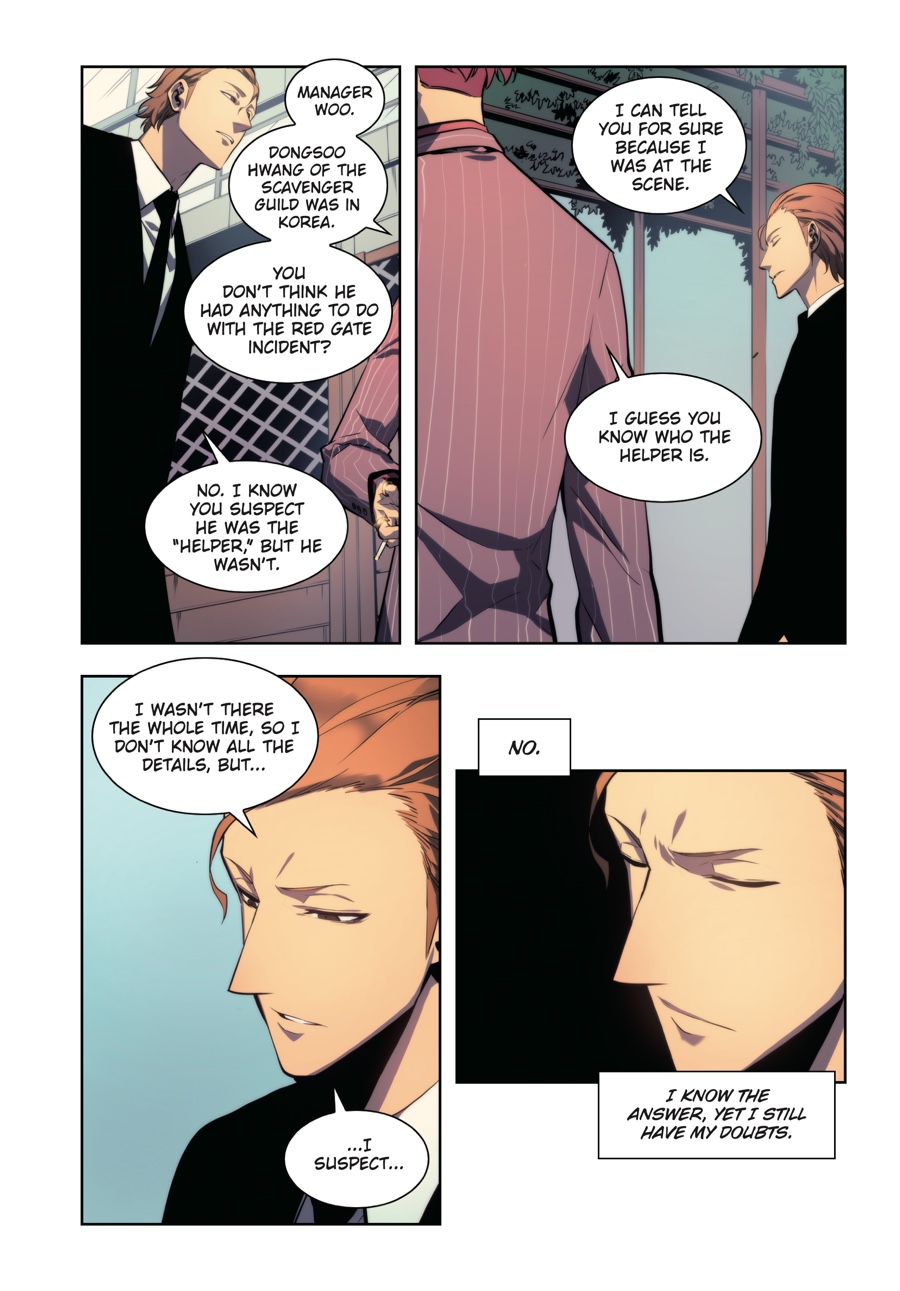 MANAGER
WOO.
DONGSOO
HWANG OF THE
SCAVENGER
GUILD WAS IN
KOREA.
YOU
DON'T THINK HE
HAD ANYTHING TO DO
WITH THE RED GATE
INCIDENT?
NO. I KNOW
YOU SUSPECT
HE WAS THE
"HELPER," BUT HE
WASN'T.
I CAN TELL
YOU FOR SURE
BECAUSE I
WAS AT THE
SCENE.
I GUESS YOU
KNOW WHO THE
HELPER IS.
I WASN'T THERE
THE WHOLE TIME, SO I
DON'T KNOW ALL THE
DETAILS, BUT...
...I
SUSPECT...
NO.
I KNOW THE
ANSWER, YET I STILL
HAVE MY DOUBTS.